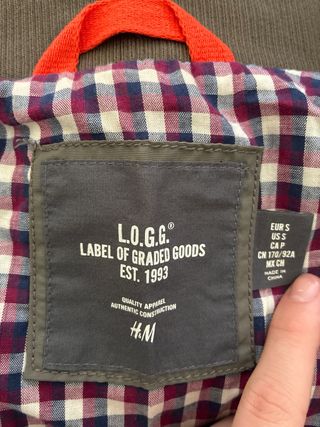 L.O.G.G.®
LABEL OF GRADED GOODS
EST. 1993
QUALITY APPAREL
AUTHENTIC CONSTRUCTION
H&M
EUR S
US S
CA P
CN 170/92A
MX CH
MADE IN
CHINA